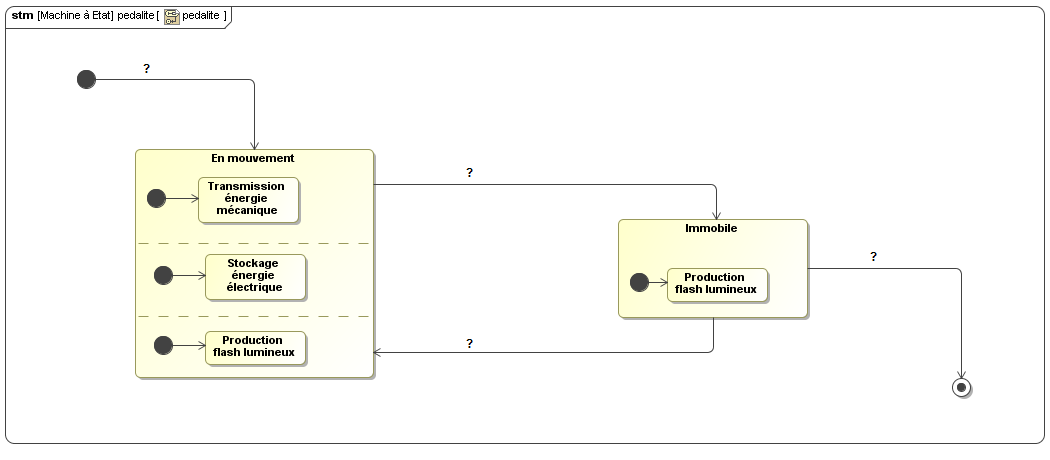 stm [Machine à Etat] pedalite [ pedalite ]
?
En mouvement
Transmission
énergie
mécanique
Stockage
énergie
électrique
Production
flash lumineux
?
Immobile
Production
flash lumineux
?
?